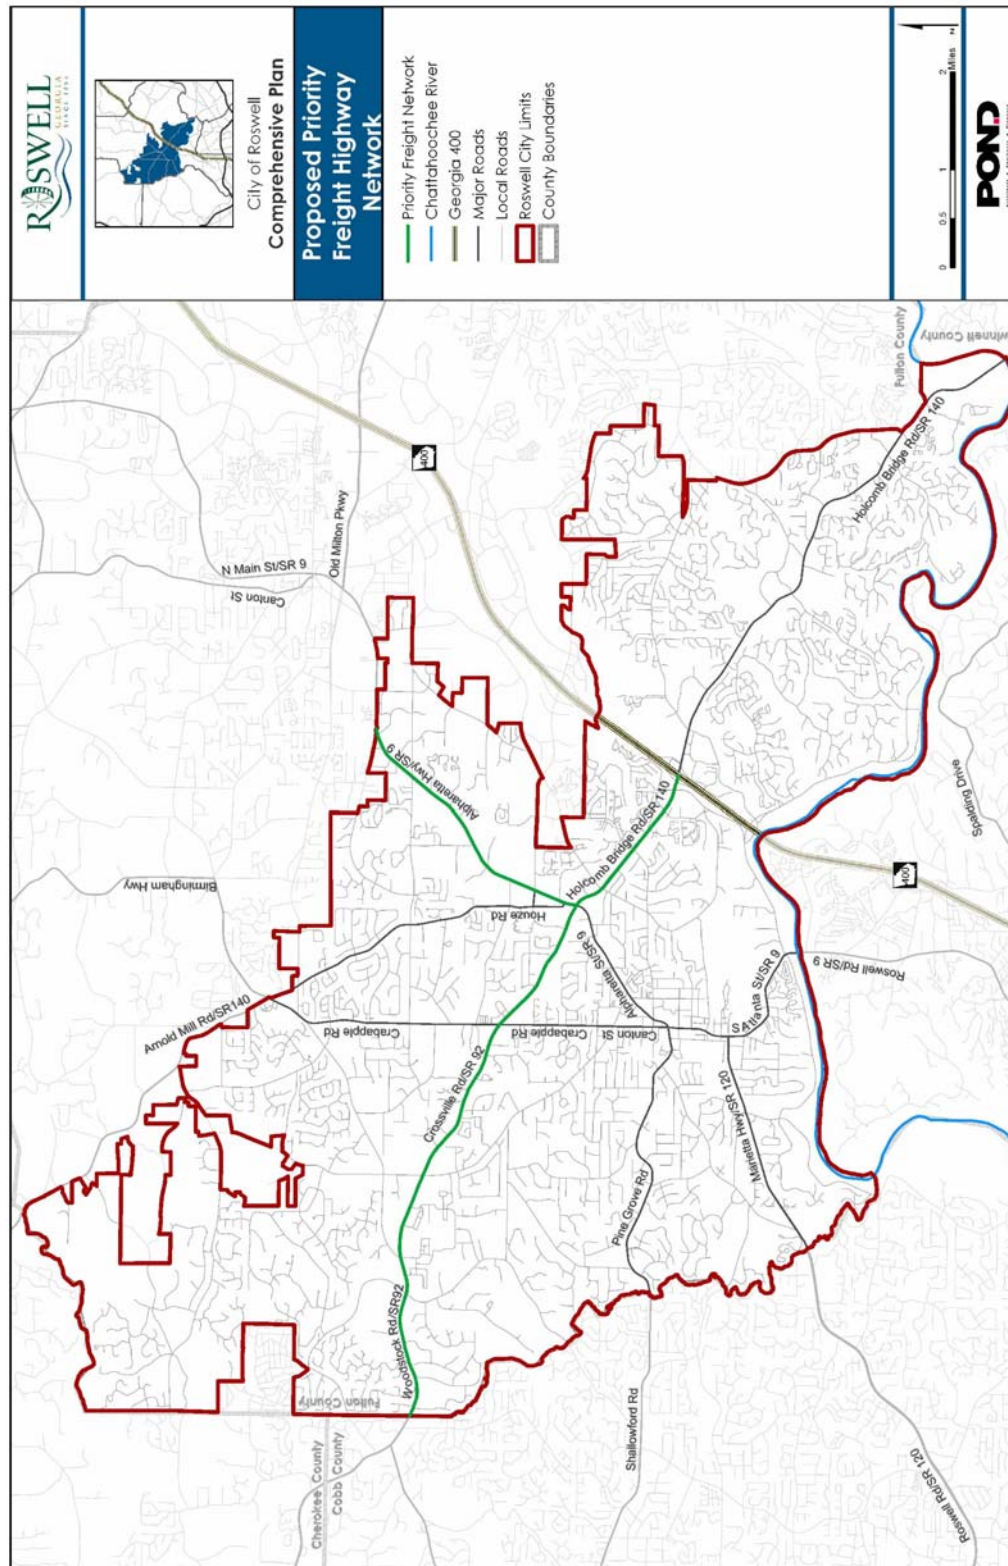 ROSWELL
GEORGIA
SINCE 1854
City of Roswell
Comprehensive Plan
Proposed Priority
Freight Highway
Network
Priority Freight Network
Chattahoochee River
Georgia 400
Major Roads
Local Roads
Roswell City Limits
County Boundaries
0
0.5
1
2
Miles
N
POND
Fulton County
Holcomb Bridge Rd/SR 140
400
Old Milton Pkwy
N Main St/SR 9
Canton St
Alpharetta Hwy/SR 9
Spalding Drive
Holcomb Bridge Rd/SR 140
400
Birmingham Hwy
Houze Rd
Roswell Rd/SR 9
Alpharetta St/SR 9
S Atlanta St/SR 9
Arnold Mill Rd/SR140
Crabapple
Rd
Crabapple Rd
Canton St
Crossville Rd/SR 92
Marietta Hwy/SR 120
Pine Grove Rd
Woodstock Rd/SR92
Fulton County
Cherokee County
Cobb County
Shallowford Rd
Roswell Rd/SR 120